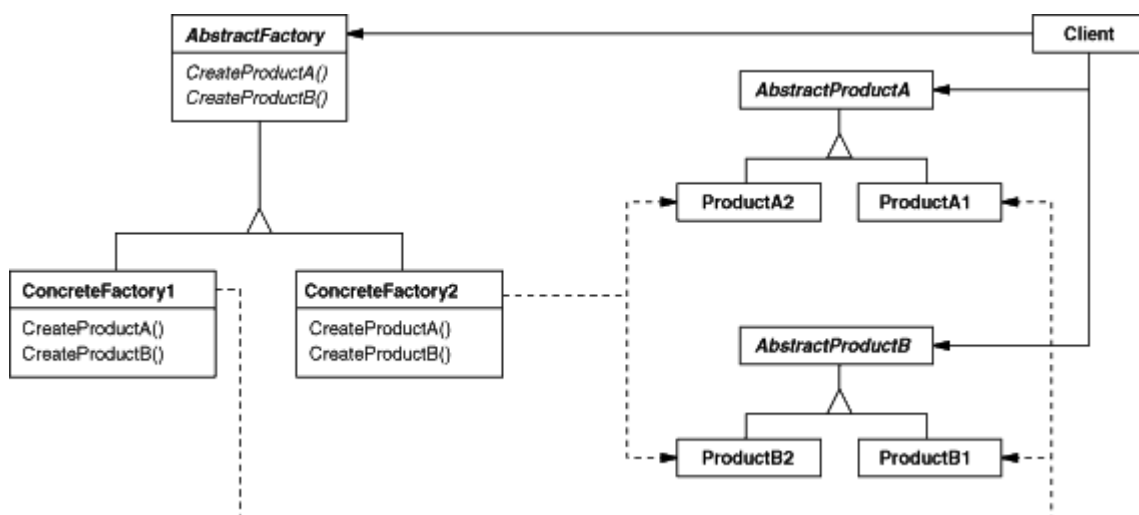 AbstractFactory
CreateProductA()
CreateProductB()
Client
AbstractProductA
ProductA2
ProductA1
ConcreteFactory1
CreateProductA()
CreateProductB()
ConcreteFactory2
CreateProductA()
CreateProductB()
AbstractProductB
ProductB2
ProductB1